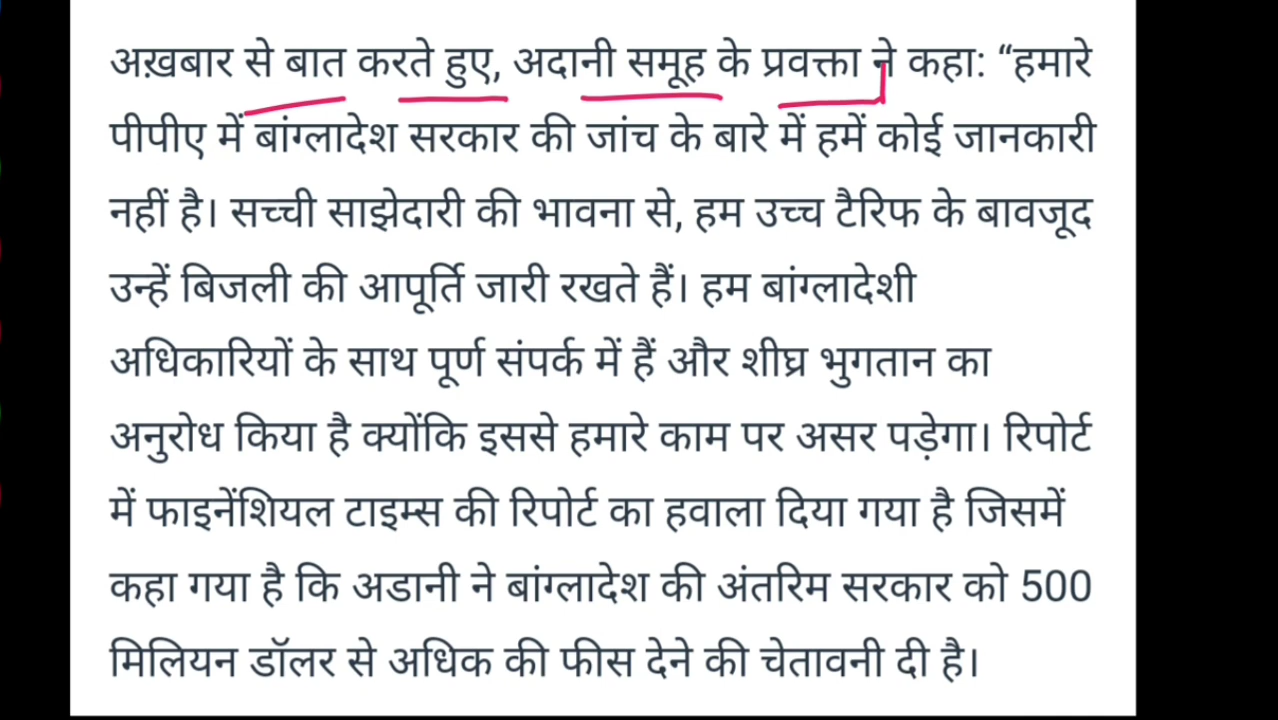 अख़बार से बात करते हुए, अदानी समूह के प्रवक्ता ने कहा: “हमारे
पीपीए में बांग्लादेश सरकार की जांच के बारे में हमें कोई जानकारी
नहीं है। सच्ची साझेदारी की भावना से, हम उच्च टैरिफ के बावजूद
उन्हें बिजली की आपूर्ति जारी रखते हैं। हम बांग्लादेशी
अधिकारियों के साथ पूर्ण संपर्क में हैं और शीघ्र भुगतान का
अनुरोध किया है क्योंकि इससे हमारे काम पर असर पड़ेगा। रिपोर्ट
में फाइनेंशियल टाइम्स की रिपोर्ट का हवाला दिया गया है जिसमें
कहा गया है कि अडानी ने बांग्लादेश की अंतरिम सरकार को 500
मिलियन डॉलर से अधिक की फीस देने की चेतावनी दी है।